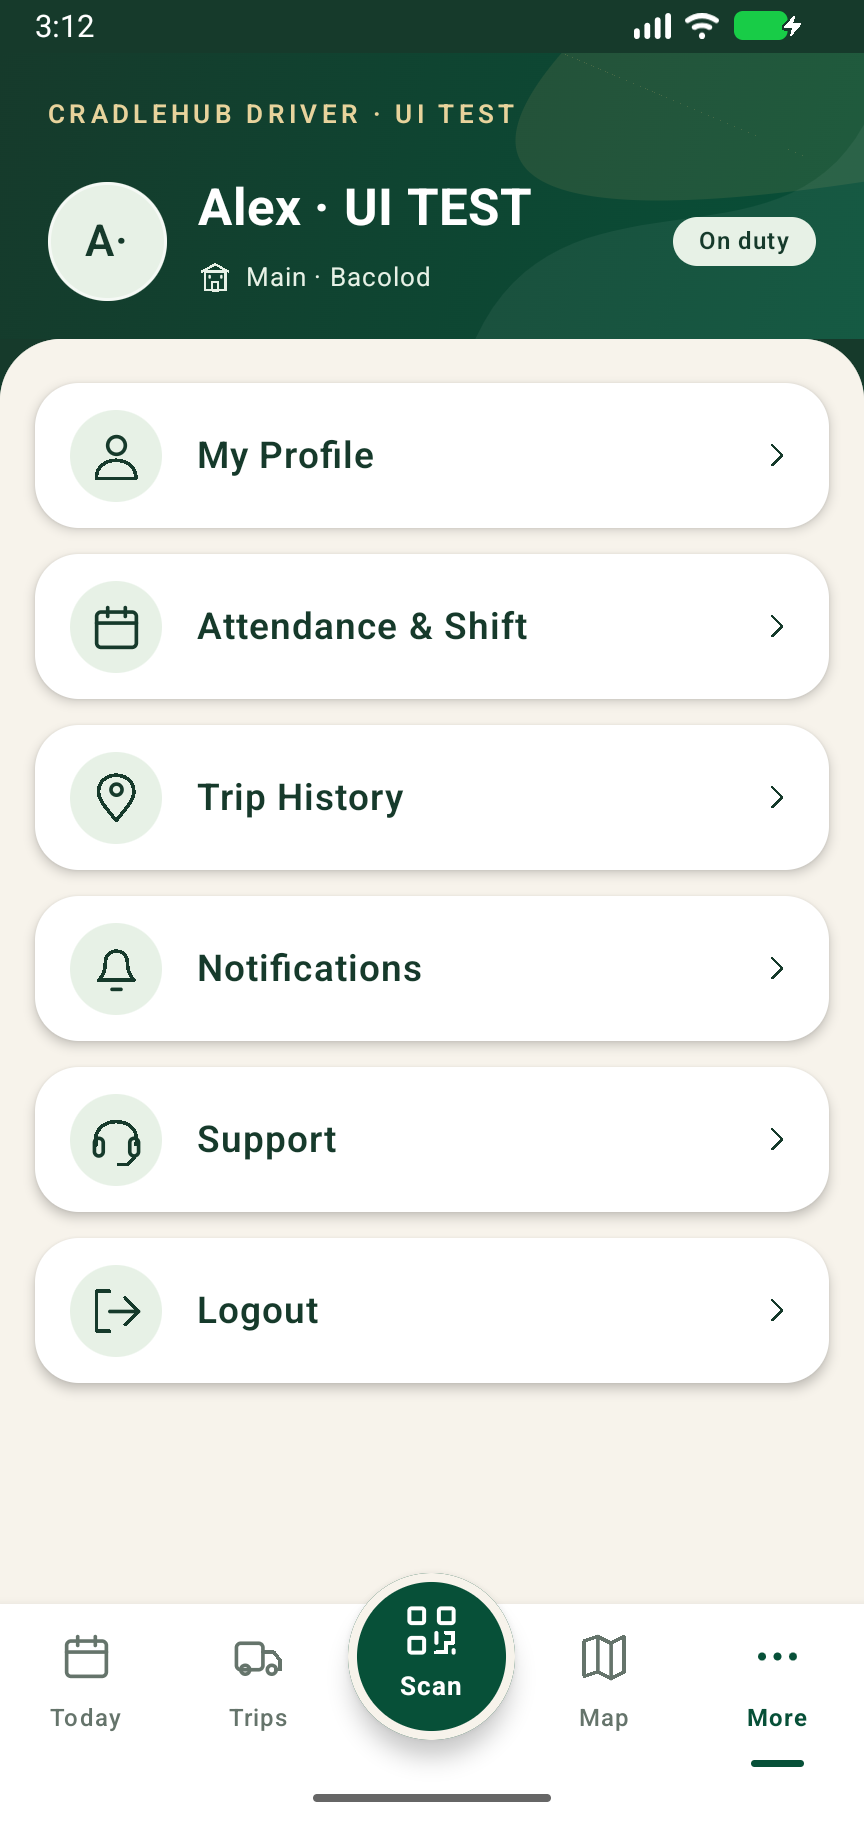 3:12
CRADLEHUB DRIVER · UI TEST
A·
Alex · UI TEST
Main · Bacolod
On duty
My Profile
Attendance & Shift
Trip History
Notifications
Support
Logout
Today
Trips
Scan
Map
More